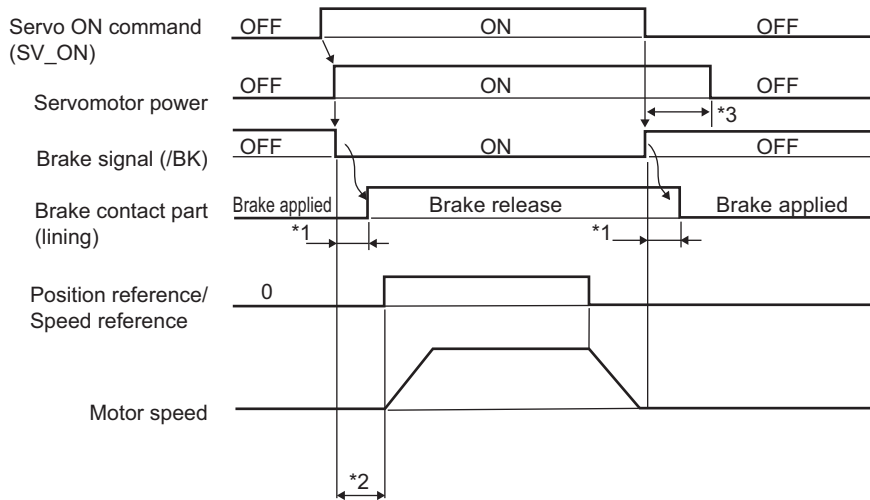 Servo ON command
(SV_ON)
OFF ON OFF
Servomotor power
OFF ON OFF
*3
Brake signal (/BK)
OFF ON OFF
Brake contact part
(lining)
Brake applied Brake release Brake applied
*1 *1
Position reference/
Speed reference
0
Motor speed
*2